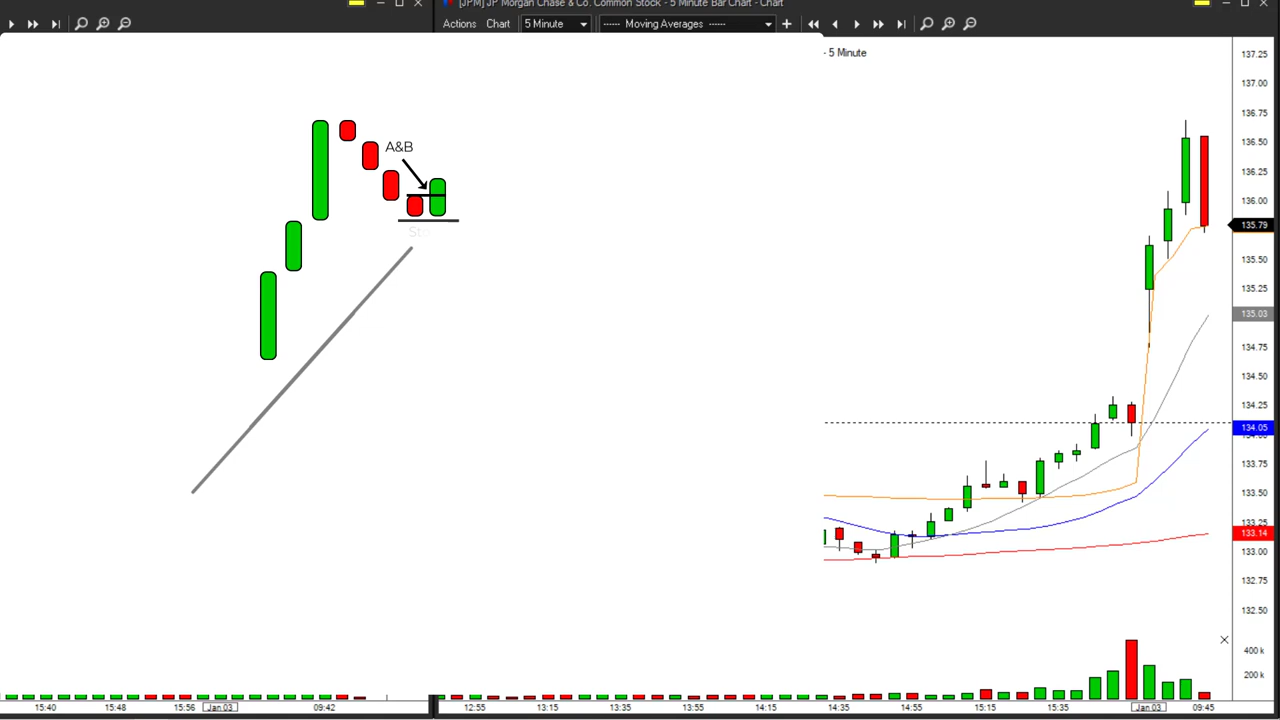 [JPM] JP Morgan Chase & Co. Common Stock - 5 Minute Bar Chart - Chart
Actions Chart 5 Minute ------ Moving Averages ------
- 5 Minute
A&B
137.25
137.00
136.75
136.50
136.25
136.00
135.79
135.50
135.25
135.03
134.75
134.50
134.25
134.05
133.75
133.50
133.25
133.14
133.00
132.75
132.50
400 k
200 k
15:40 15:48 15:56 Jan 03 09:42
12:55 13:15 13:35 13:55 14:15 14:35 14:55 15:15 15:35 Jan 03 09:45